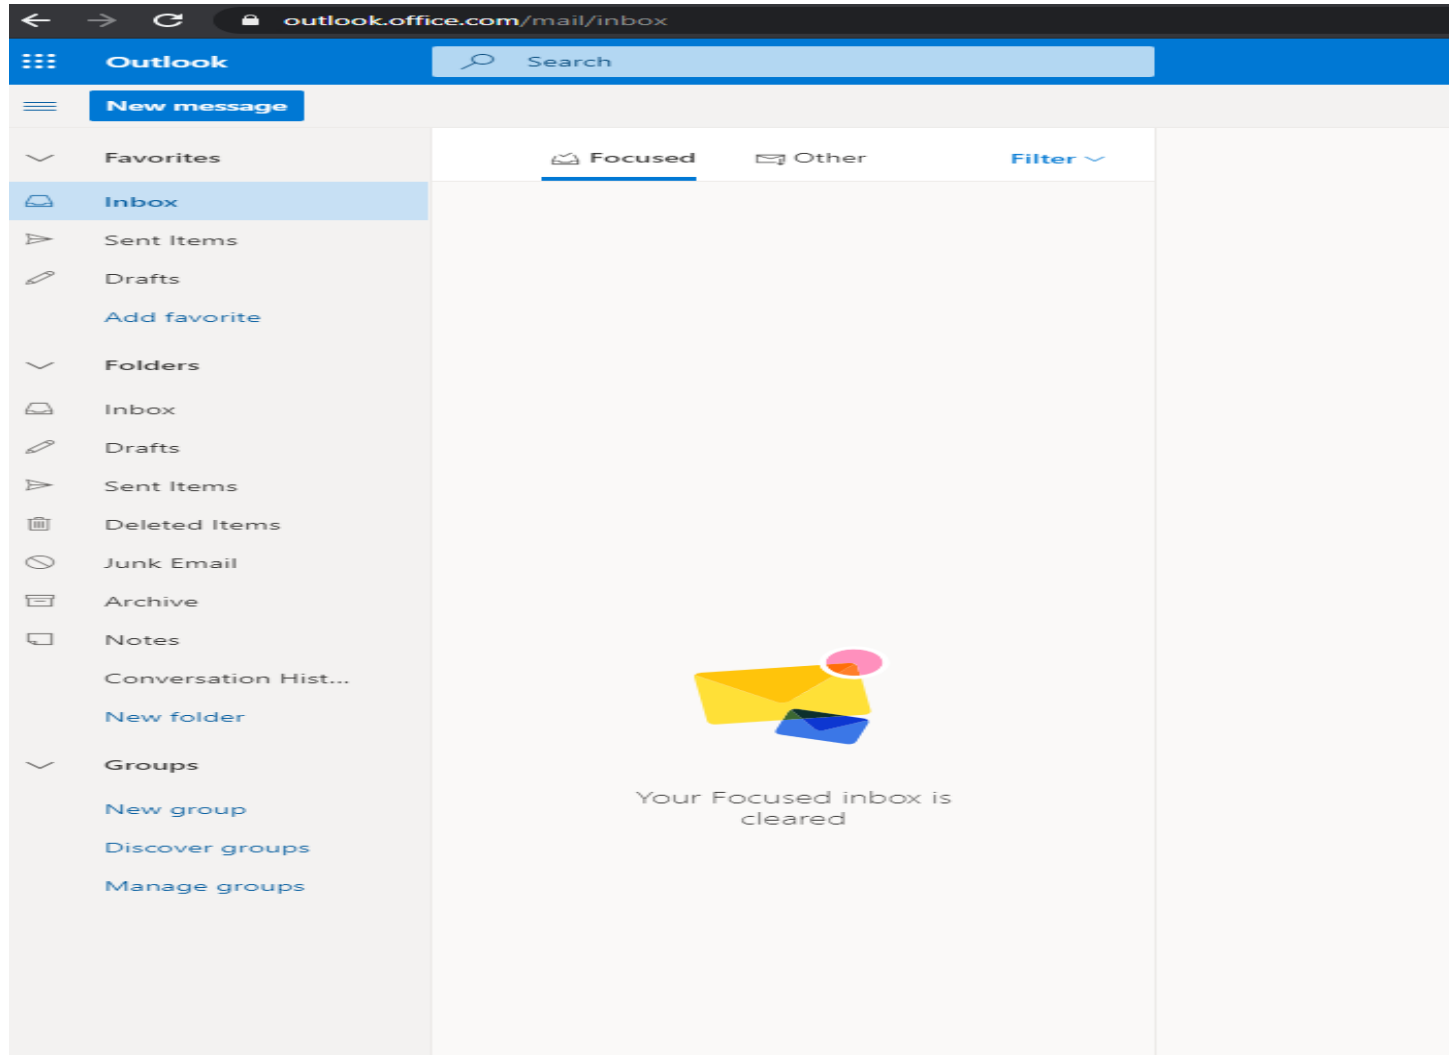 outlook.office.com/mail/inbox
Outlook
Search
New message
Favorites
Inbox
Sent Items
Drafts
Add favorite
Folders
Inbox
Drafts
Sent Items
Deleted Items
Junk Email
Archive
Notes
Conversation Hist...
New folder
Groups
New group
Discover groups
Manage groups
Focused
Other
Filter
Your Focused inbox is
cleared